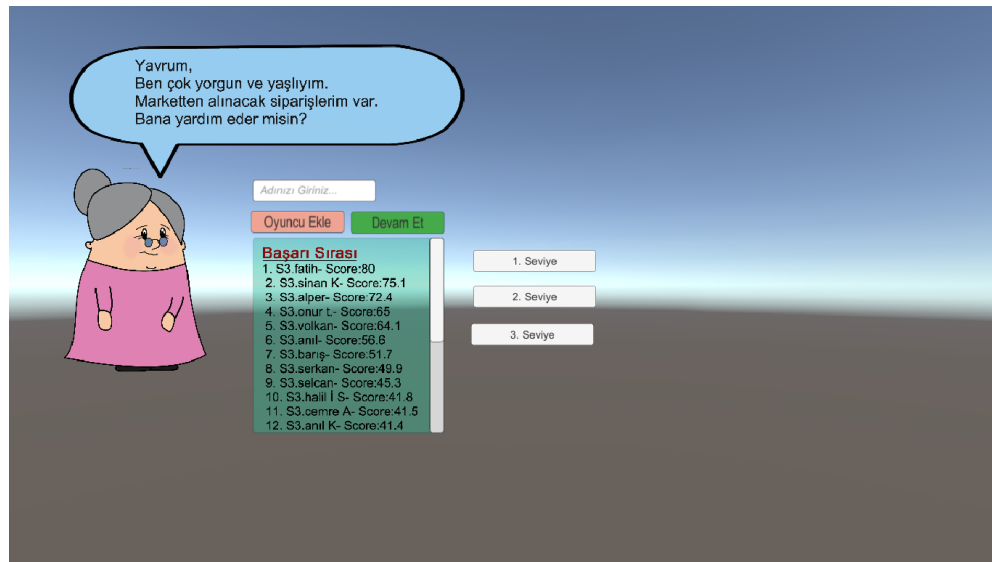 Yavrum,
Ben çok yorgun ve yaşlıyım.
Marketten alınacak siparişlerim var.
Bana yardım eder misin?
Adınızı Giriniz...
Oyuncu Ekle
Devam Et
Başarı Sırası
1. S3.fatih- Score:80
2. S3.sinan K- Score:75.1
3. S3.alper- Score:72.4
4. S3.onur t.- Score:65
5. S3.volkan- Score:64.1
6. S3.anıl- Score:56.6
7. S3.barış- Score:51.7
8. S3.serkan- Score:49.9
9. S3.selcan- Score:45.3
10. S3.halil İ S- Score:41.8
11. S3.cemre A- Score:41.5
12. S3.anıl K- Score:41.4
1. Seviye
2. Seviye
3. Seviye